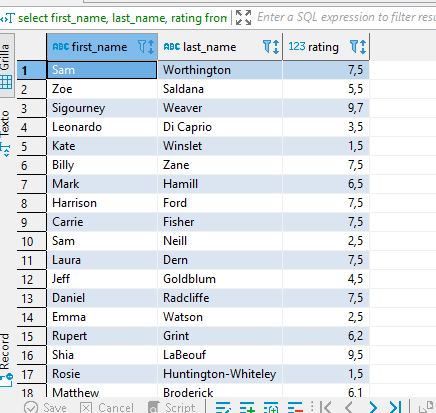 select first_name, last_name, rating fron
Enter a SQL expression to filter resu
Grilla
Texto
Record
ABC first_name ABC last_name 123 rating
1 Sam Worthington 7,5
2 Zoe Saldana 5,5
3 Sigourney Weaver 9,7
4 Leonardo Di Caprio 3,5
5 Kate Winslet 1,5
6 Billy Zane 7,5
7 Mark Hamill 6,5
8 Harrison Ford 7,5
9 Carrie Fisher 7,5
10 Sam Neill 2,5
11 Laura Dern 7,5
12 Jeff Goldblum 4,5
13 Daniel Radcliffe 7,5
14 Emma Watson 2,5
15 Rupert Grint 6,2
16 Shia LaBeouf 9,5
17 Rosie Huntington-Whiteley 1,5
18 Matthew Broderick 6,1
Save Cancel Script